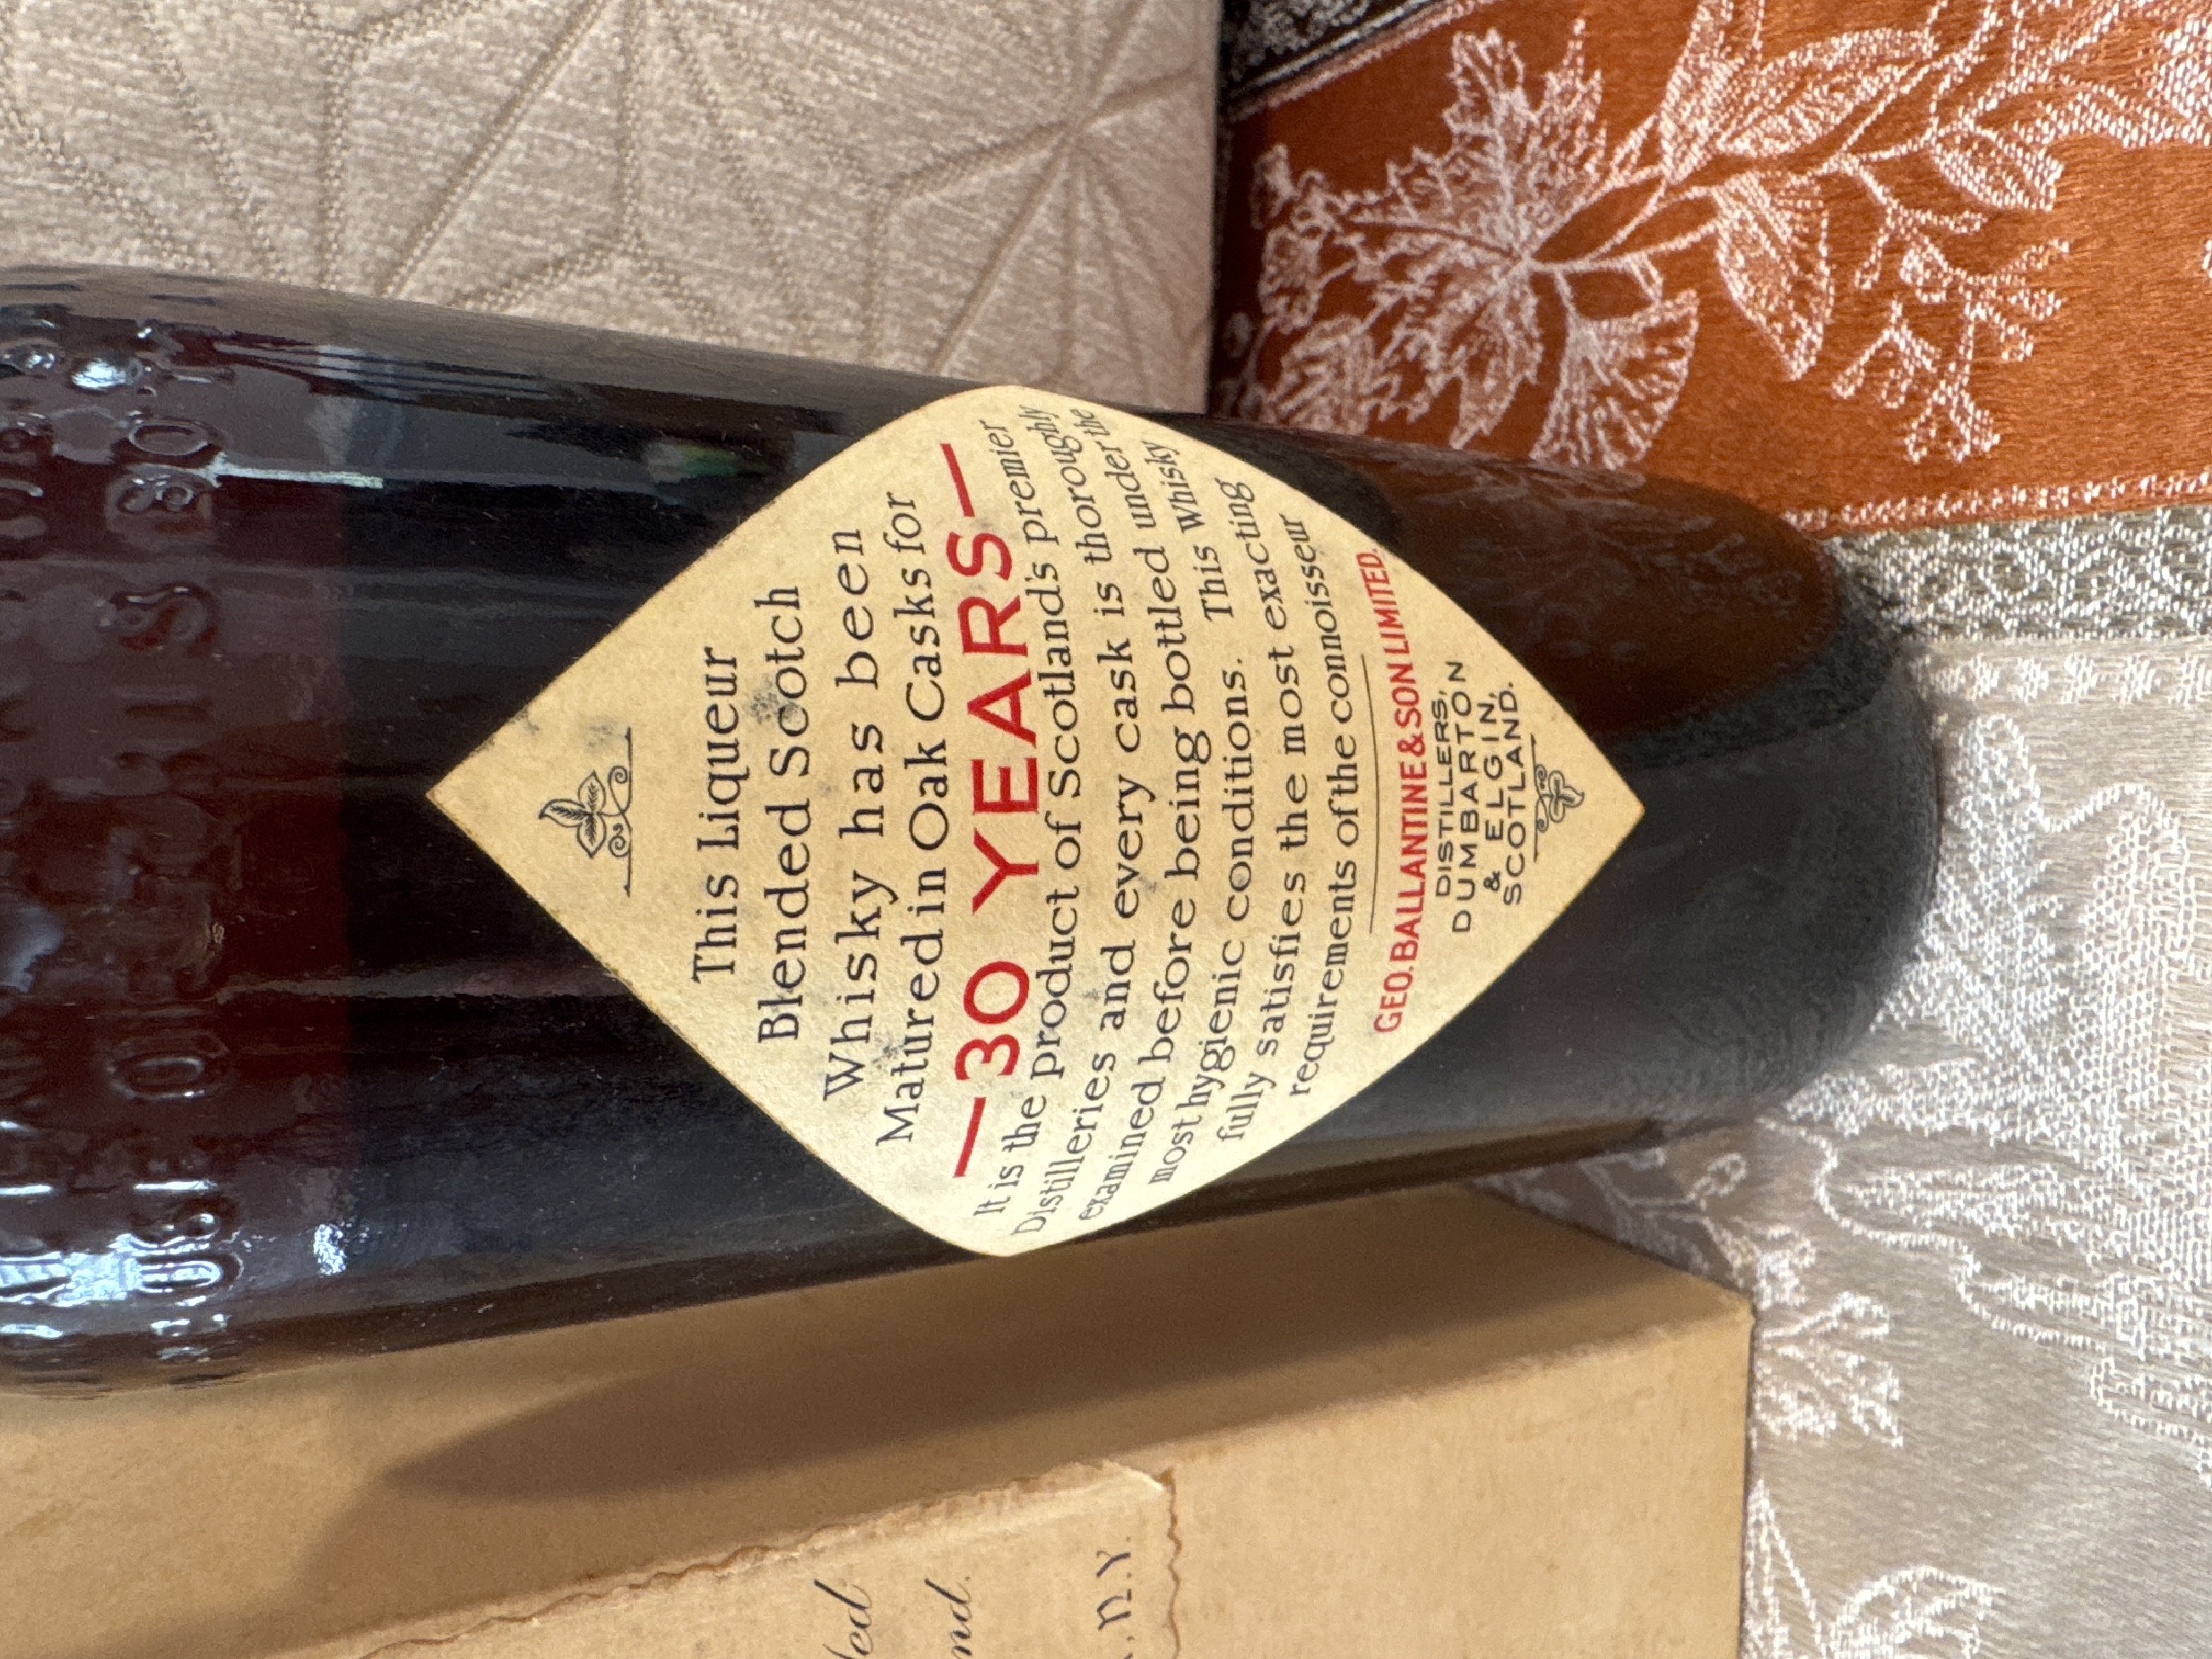 This Liqueur
Blended Scotch
Whisky has been
Matured in Oak Casks for
— 30 YEARS —
It is the product of Scotland's premier
Distilleries and every cask is thoroughly
examined before being bottled under the
most hygienic conditions. This Whisky
fully satisfies the most exacting
requirements of the connoisseur
GEO. BALLANTINE & SON LIMITED.
DISTILLERS,
DUMBARTON
& ELGIN,
SCOTLAND.
N.Y.